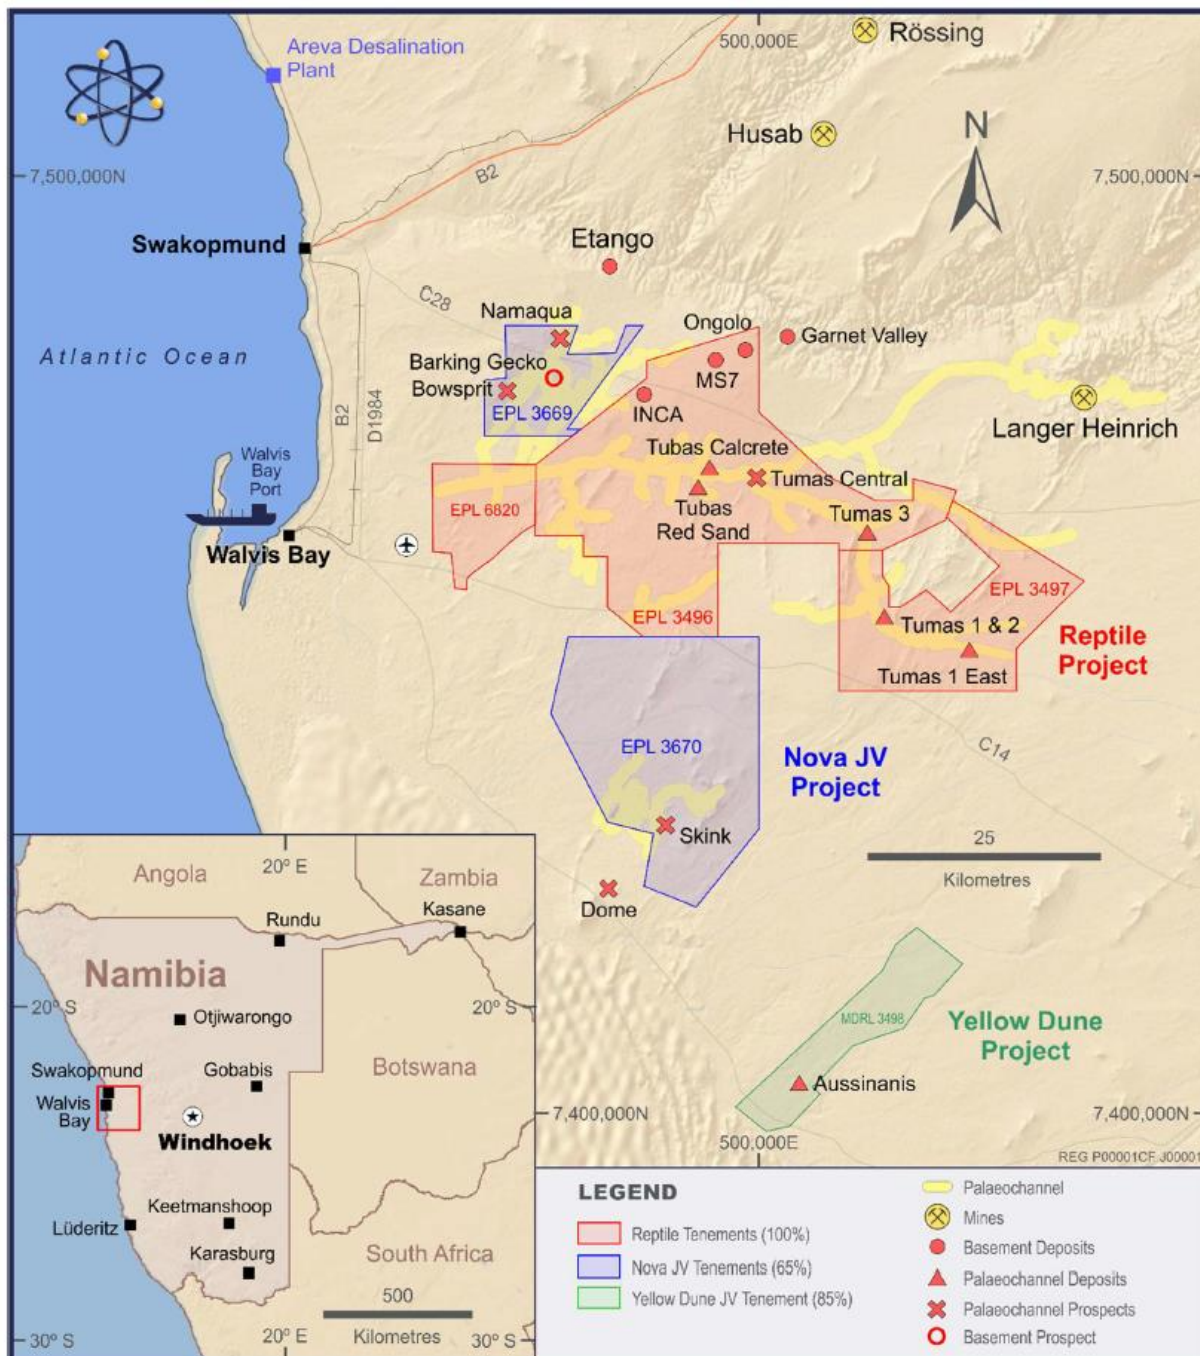 Areva Desalination
Plant
500,000E
Rössing
Husab
N
7,500,000N
7,500,000N
B2
Swakopmund
Etango
C28
Namaqua
Ongolo
Garnet Valley
Atlantic Ocean
Barking Gecko
Bowsprit
MS7
B2
D1984
EPL 3669
INCA
Langer Heinrich
Walvis
Bay
Port
Tubas Calcrete
Tumas Central
EPL 6820
Tubas
Red Sand
Tumas 3
Walvis Bay
EPL 3497
EPL 3496
Tumas 1 & 2
Reptile
Project
Tumas 1 East
EPL 3670
C14
Nova JV
Project
Skink
25
Kilometres
Dome
MDRL 3498
Yellow Dune
Project
Aussinanis
7,400,000N
7,400,000N
500,000E
REG P00001CF J00001
20° E
Angola
Zambia
Rundu
Kasane
Namibia
20° S
20° S
Otjiwarongo
Swakopmund
Gobabis
Botswana
Walvis
Bay
Windhoek
Keetmanshoop
Lüderitz
Karasburg
South Africa
500
Kilometres
30° S
20° E
30° S
LEGEND
Reptile Tenements (100%)
Nova JV Tenements (65%)
Yellow Dune JV Tenement (85%)
Palaeochannel
Mines
Basement Deposits
Palaeochannel Deposits
Palaeochannel Prospects
Basement Prospect